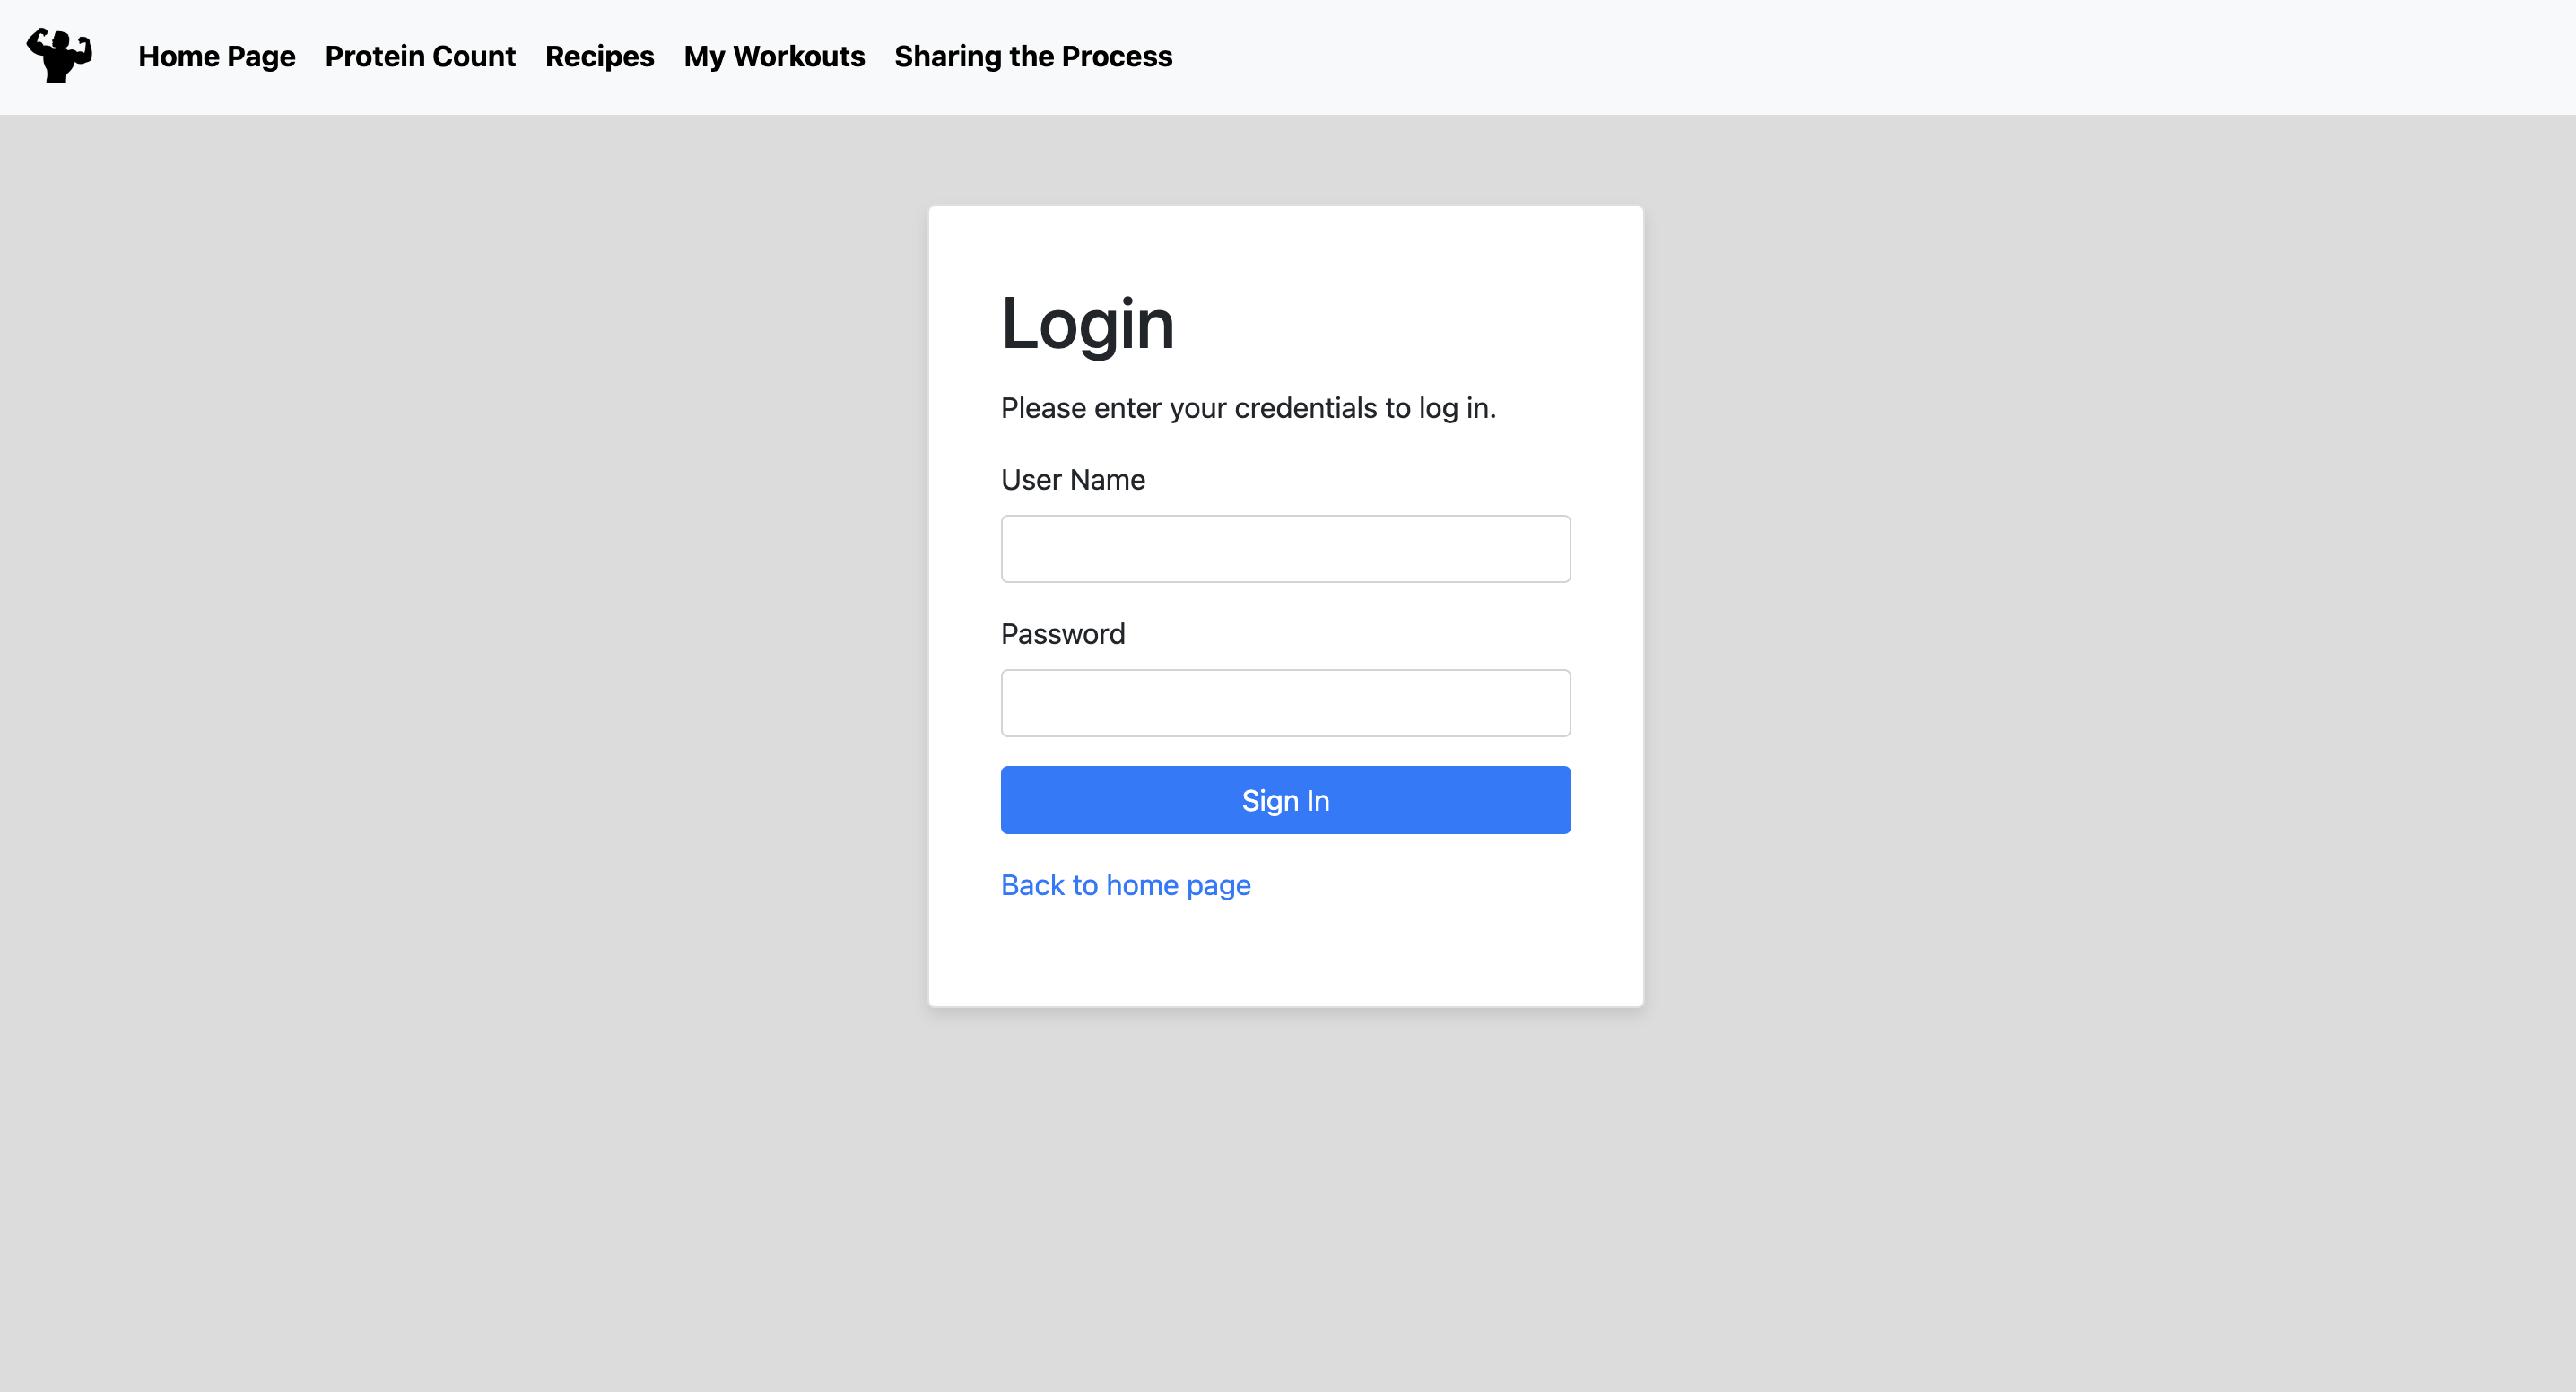 Home Page Protein Count Recipes My Workouts Sharing the Process
Login
Please enter your credentials to log in.
User Name
Password
Sign In
Back to home page